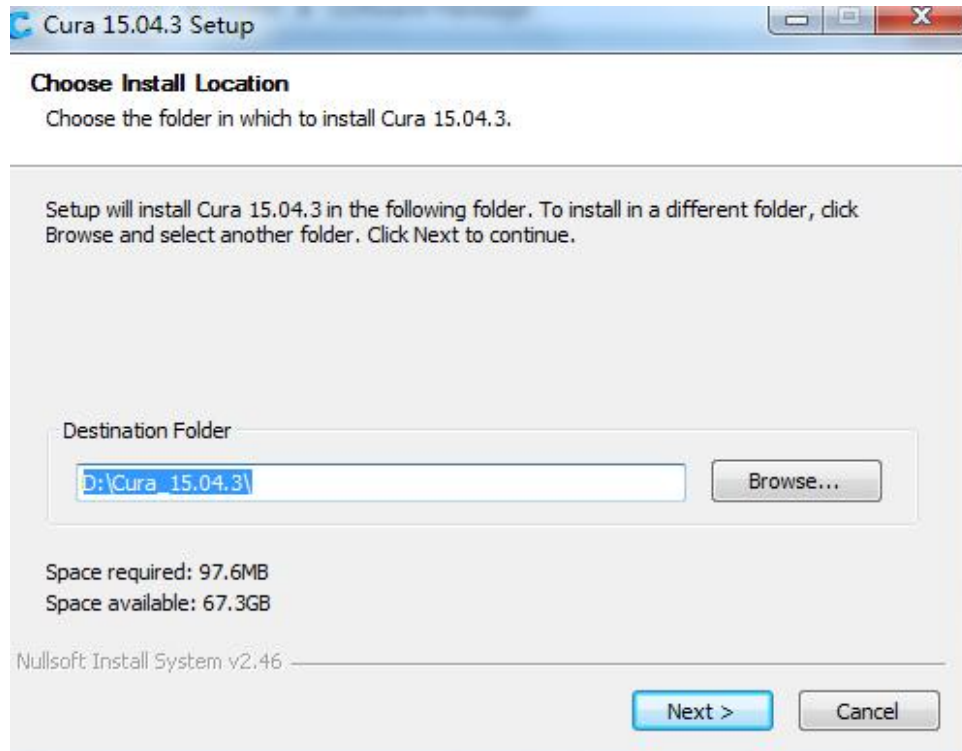 Cura 15.04.3 Setup
Choose Install Location
Choose the folder in which to install Cura 15.04.3.
Setup will install Cura 15.04.3 in the following folder. To install in a different folder, click
Browse and select another folder. Click Next to continue.
Destination Folder
D:\Cura_15.04.3\
Browse...
Space required: 97.6MB
Space available: 67.3GB
Nullsoft Install System v2.46
Next >
Cancel